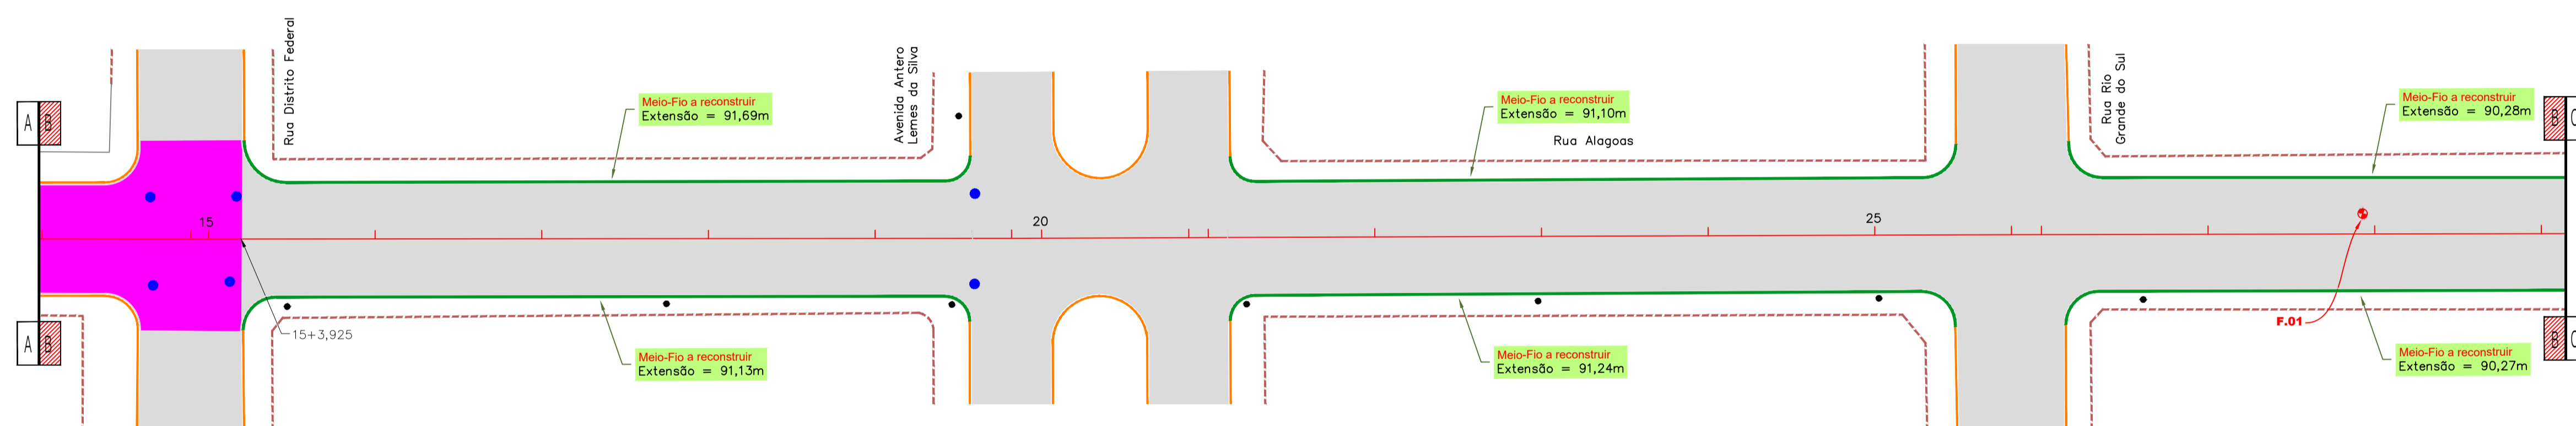 A B
Rua Distrito Federal
Meio-Fio a reconstruir
Extensão = 91,69m
Avenida Antero
Lemes da Silva
Meio-Fio a reconstruir
Extensão = 91,10m
Rua Alagoas
Rua Rio
Grande do Sul
Meio-Fio a reconstruir
Extensão = 90,28m
B
15
20
25
15+3,925
F.01
A B
Meio-Fio a reconstruir
Extensão = 91,13m
Meio-Fio a reconstruir
Extensão = 91,24m
Meio-Fio a reconstruir
Extensão = 90,27m
B